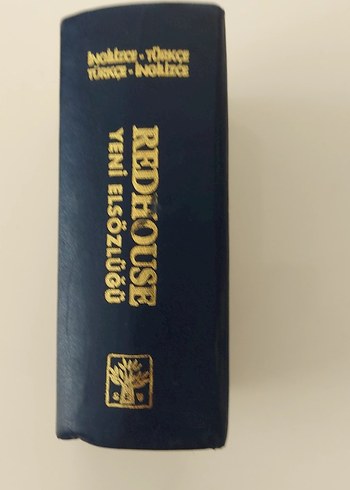 İNGİLİZCE - TÜRKÇE
TÜRKÇE - İNGİLİZCE
REDHOUSE
YENİ ELSÖZLÜĞÜ